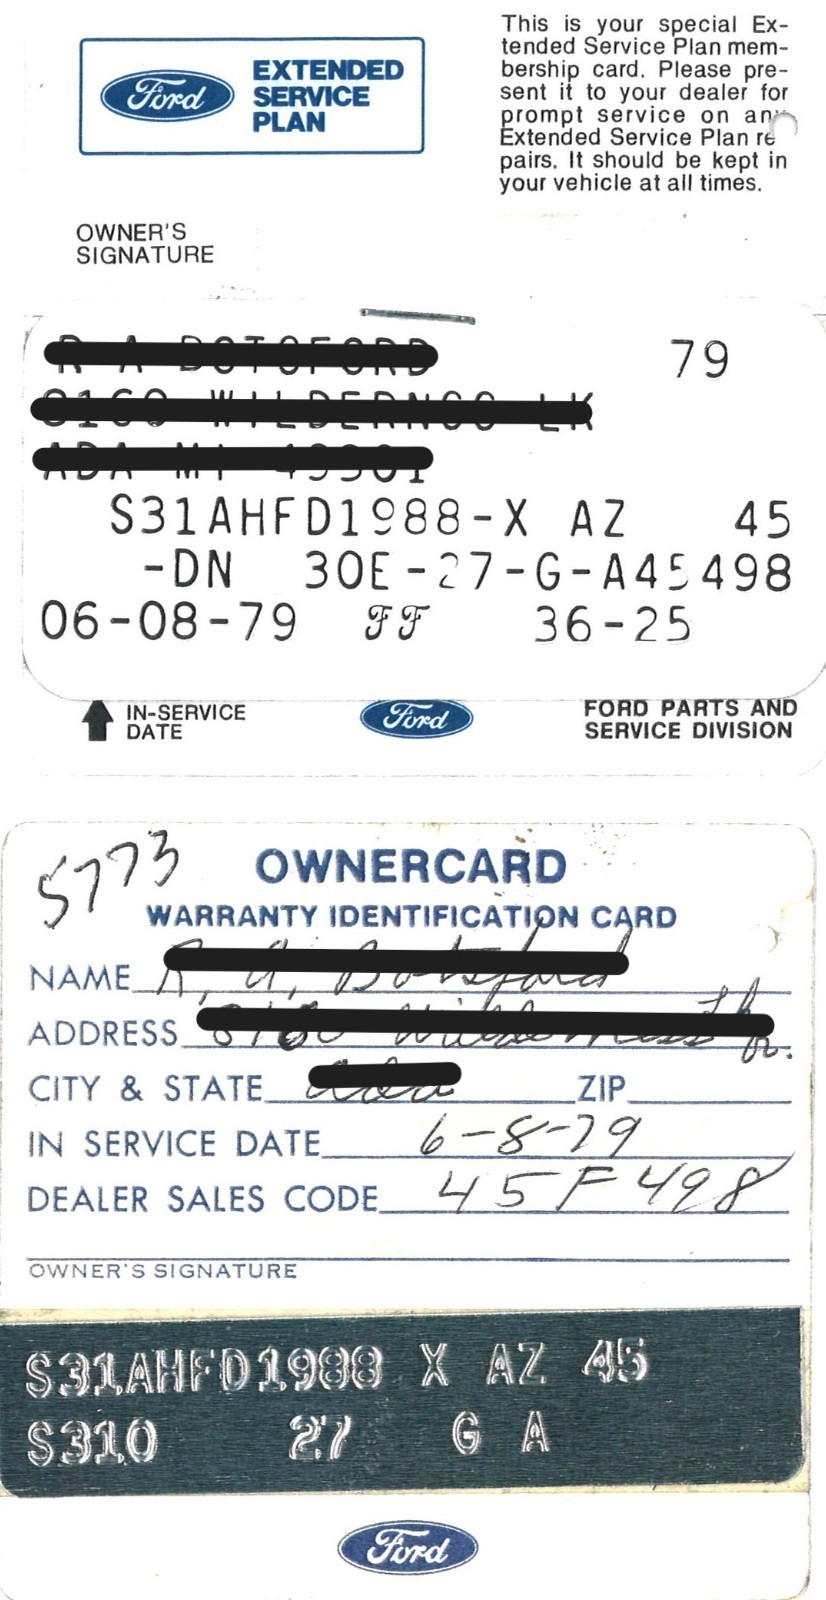 Ford
EXTENDED
SERVICE
PLAN
This is your special Ex-
tended Service Plan mem-
bership card. Please pre-
sent it to your dealer for
prompt service on any
Extended Service Plan re
pairs. It should be kept in
your vehicle at all times.
OWNER'S
SIGNATURE
79
S31AHFD1988-X AZ 45
-DN 30E-27-G-A45498
06-08-79 FF 36-25
IN-SERVICE
DATE
Ford
FORD PARTS AND
SERVICE DIVISION
5773
OWNERCARD
WARRANTY IDENTIFICATION CARD
NAME
ADDRESS
CITY & STATE ZIP
IN SERVICE DATE 6-8-79
DEALER SALES CODE 45F498
OWNER'S SIGNATURE
S31AHFD1988 X AZ 45
S310 27 G A
Ford